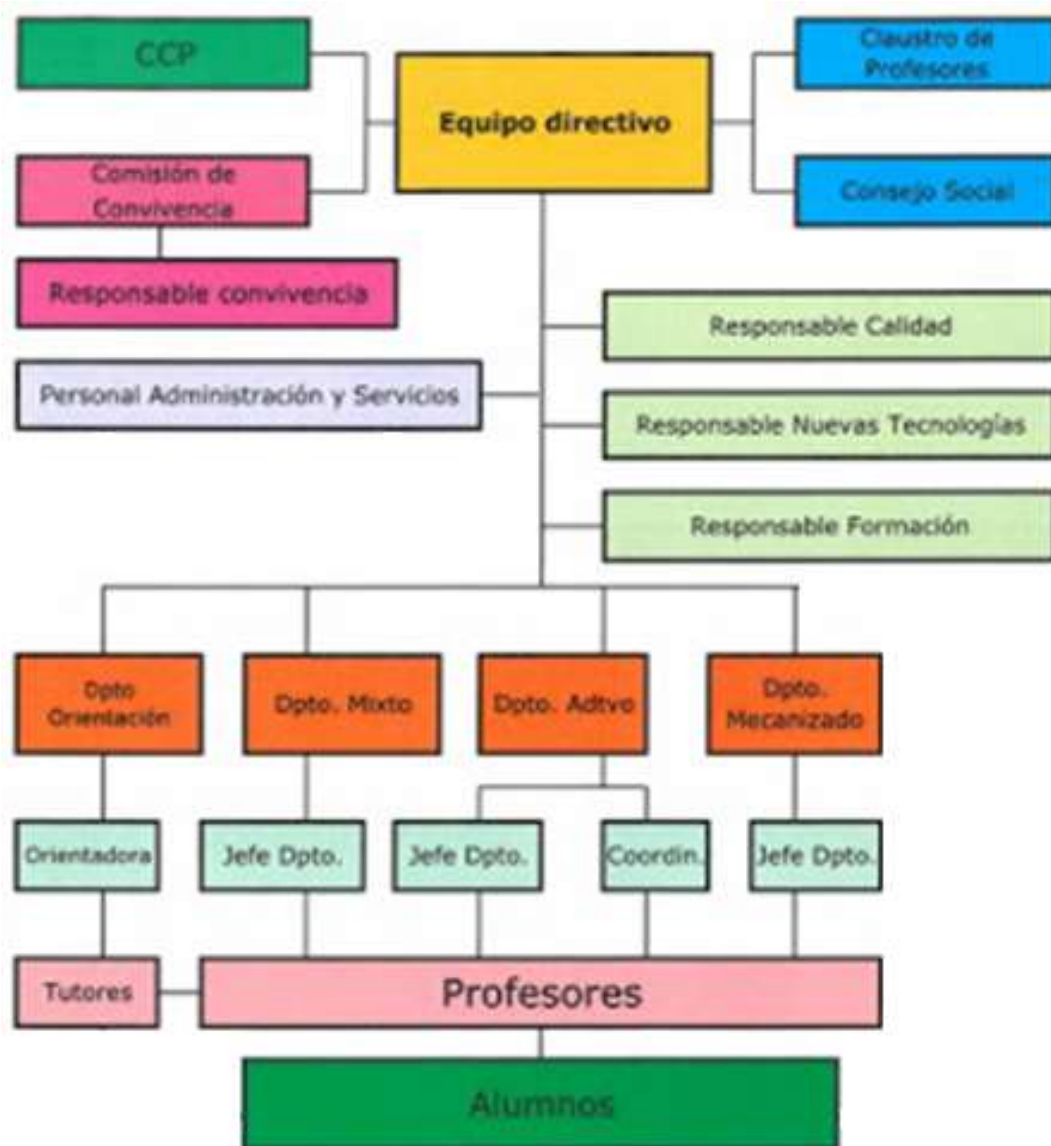 CCP
Claustro de
Profesores
Equipo directivo
Comisión de
Convivencia
Consejo Social
Responsable convivencia
Responsable Calidad
Personal Administración y Servicios
Responsable Nuevas Tecnologías
Responsable Formación
Dpto
Orientación
Dpto. Mixto
Dpto. Adtvo
Dpto.
Mecanizado
Orientadora
Jefe Dpto.
Jefe Dpto.
Coordin.
Jefe Dpto.
Tutores
Profesores
Alumnos